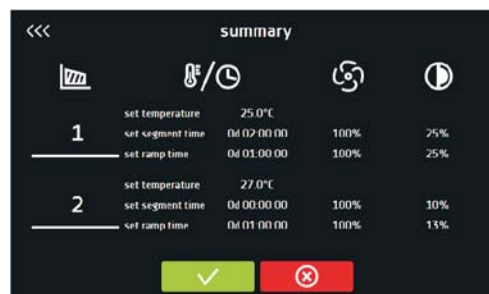 <<< summary
set temperature 25.0°C
1 set segment time 0d 02:00:00 100% 25%
set ramp time 0d 01:00:00 100% 25%
set temperature 27.0°C
2 set segment time 0d 00:00:00 100% 10%
set ramp time 0d 01:00:00 100% 13%